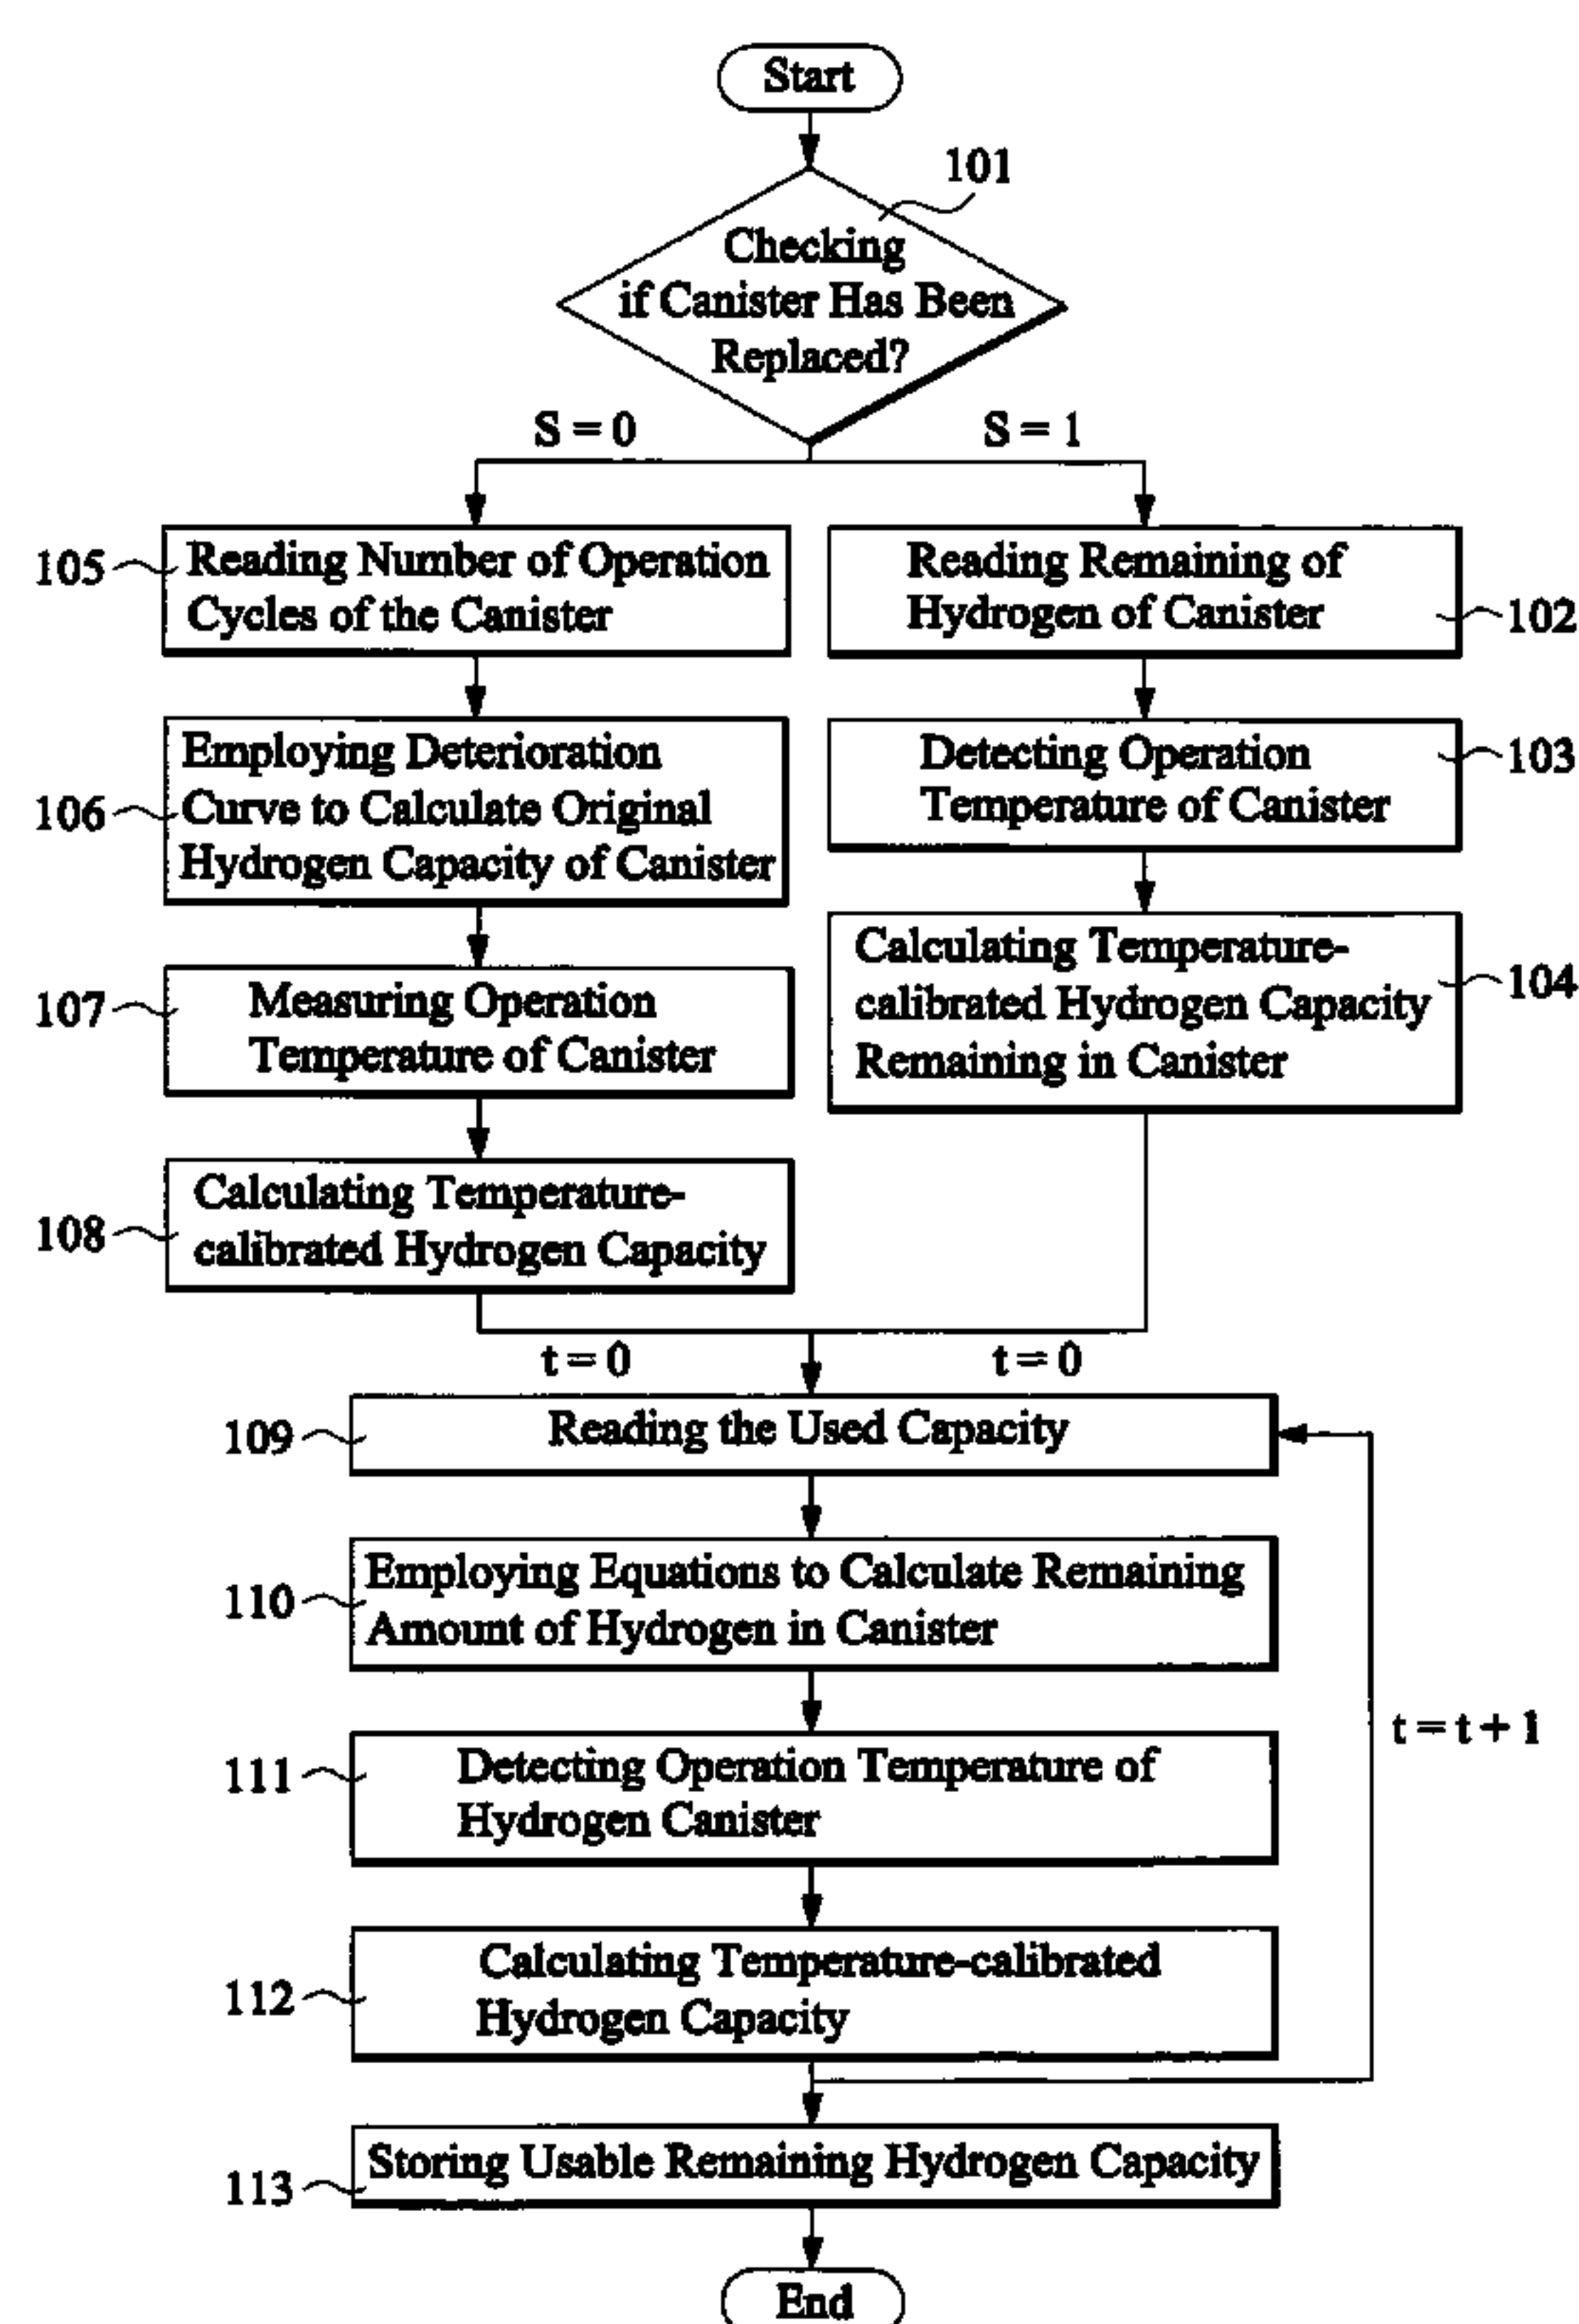 Start
101
Checking
if Canister Has Been
Replaced?
S = 0
S = 1
105
Reading Number of Operation
Cycles of the Canister
Reading Remaining of
Hydrogen of Canister
102
106
Employing Deterioration
Curve to Calculate Original
Hydrogen Capacity of Canister
Detecting Operation
Temperature of Canister
103
107
Measuring Operation
Temperature of Canister
Calculating Temperature-
calibrated Hydrogen Capacity
Remaining in Canister
104
108
Calculating Temperature-
calibrated Hydrogen Capacity
t = 0
t = 0
109
Reading the Used Capacity
110
Employing Equations to Calculate Remaining
Amount of Hydrogen in Canister
t = t + 1
111
Detecting Operation Temperature of
Hydrogen Canister
112
Calculating Temperature-calibrated
Hydrogen Capacity
113
Storing Usable Remaining Hydrogen Capacity
End